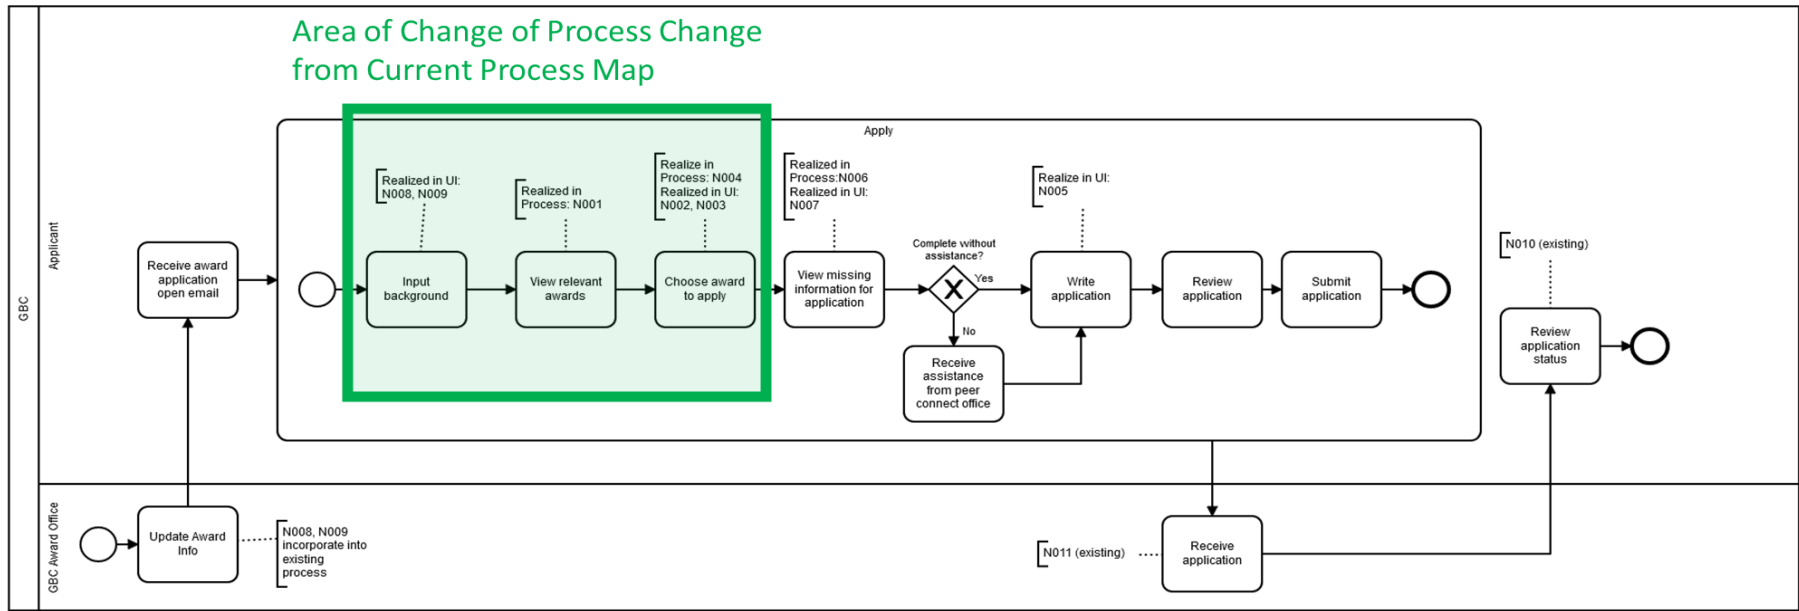 Area of Change of Process Change
from Current Process Map
Apply
GBC
Applicant
Receive award
application
open email
Realized in UI:
N008, N009
Input
background
Realized in
Process: N001
View relevant
awards
Realize in
Process: N004
Realized in UI:
N002, N003
Choose award
to apply
Realized in
Process:N006
Realized in UI:
N007
View missing
information for
application
Complete without
assistance?
Yes
No
Receive
assistance
from peer
connect office
Realize in UI:
N005
Write
application
Review
application
Submit
application
N010 (existing)
Review
application
status
GBC Award Office
Update Award
Info
N008, N009
incorporate into
existing
process
N011 (existing)
Receive
application